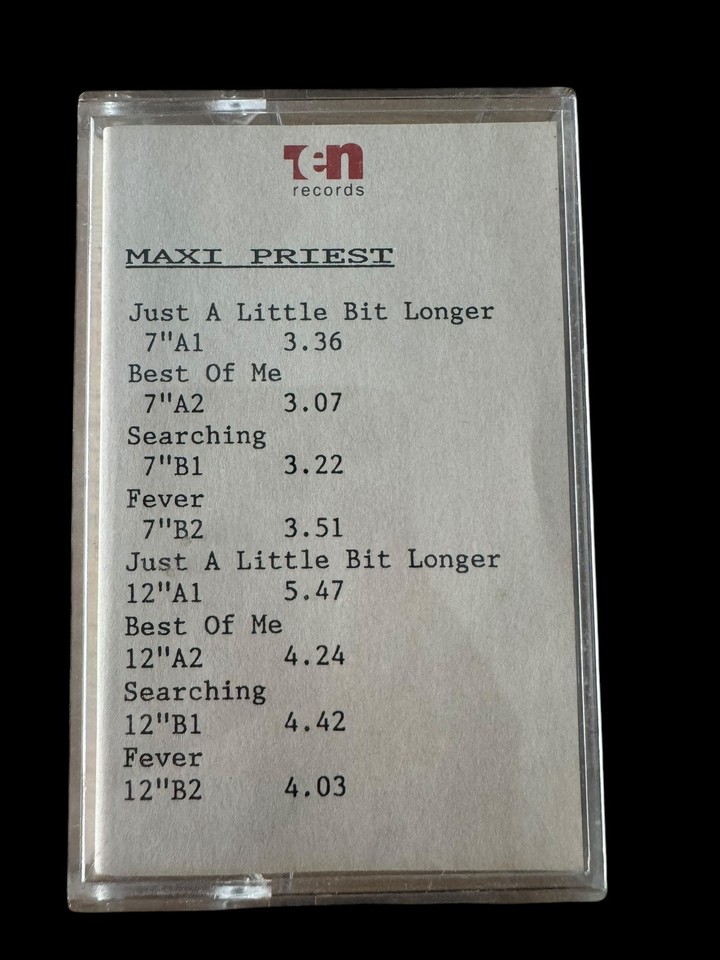 Ten
records
MAXI PRIEST
Just A Little Bit Longer
7"A1 3.36
Best Of Me
7"A2 3.07
Searching
7"B1 3.22
Fever
7"B2 3.51
Just A Little Bit Longer
12"A1 5.47
Best Of Me
12"A2 4.24
Searching
12"B1 4.42
Fever
12"B2 4.03